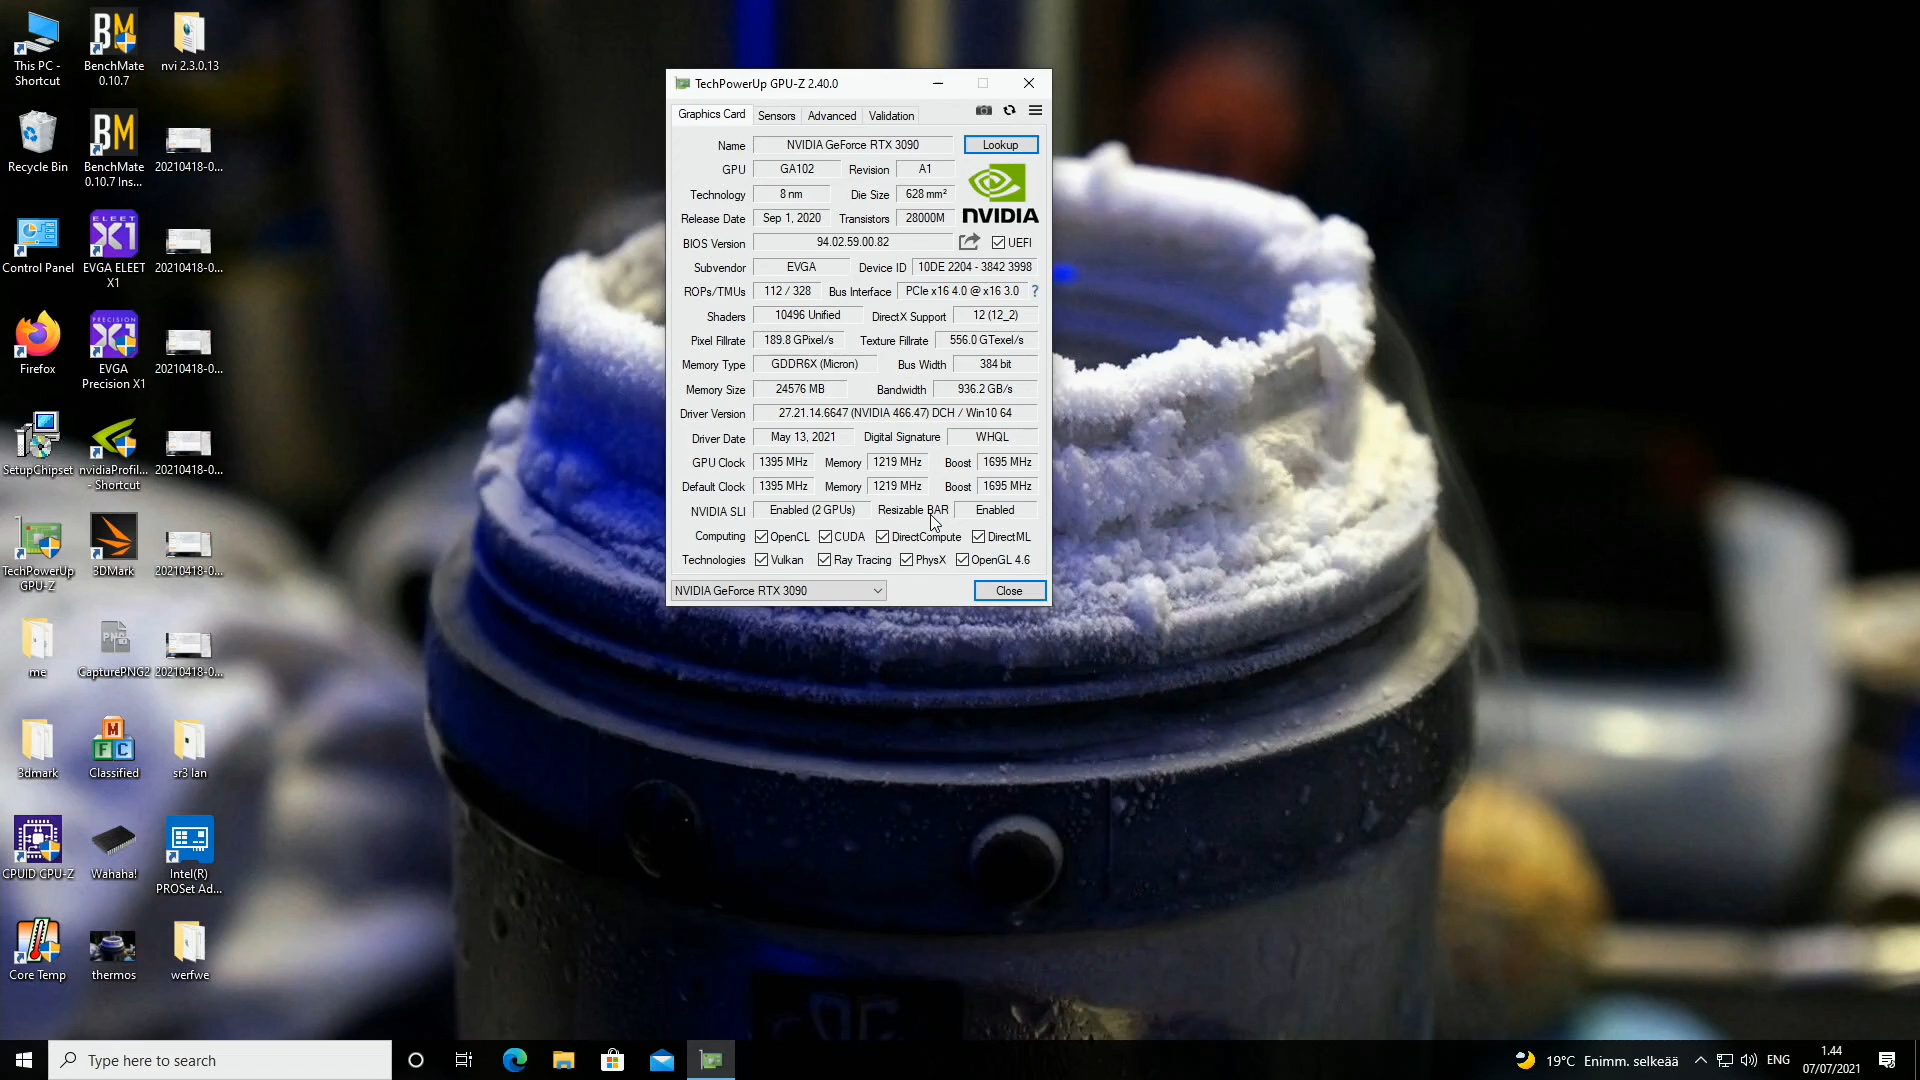 This PC -
Shortcut
BenchMate
0.10.7
nvi 2.3.0.13
Recycle Bin
BenchMate
0.10.7 Ins...
20210418-0...
Control Panel
ELEET
X1
EVGA ELEET
X1
20210418-0...
Firefox
PRECISION
X1
EVGA
Precision X1
20210418-0...
SetupChipset
nvidiaProfil...
- Shortcut
20210418-0...
TechPowerUp
GPU-Z
3DMark
20210418-0...
me
PNG
CapturePNG2
20210418-0...
3dmark
M
F C
Classified
sr3 lan
CPUID CPU-Z
Wahaha!
Intel(R)
PROSet Ad...
Core Temp
thermos
werfwe
BM
BM
TechPowerUp GPU-Z 2.40.0
Graphics Card Sensors Advanced Validation
Name NVIDIA GeForce RTX 3090 Lookup
GPU GA102 Revision A1
Technology 8 nm Die Size 628 mm²
NVIDIA
Release Date Sep 1, 2020 Transistors 28000M
BIOS Version 94.02.59.00.82 UEFI
Subvendor EVGA Device ID 10DE 2204 - 3842 3998
ROPs/TMUs 112 / 328 Bus Interface PCIe x16 4.0 @ x16 3.0 ?
Shaders 10496 Unified DirectX Support 12 (12_2)
Pixel Fillrate 189.8 GPixel/s Texture Fillrate 556.0 GTexel/s
Memory Type GDDR6X (Micron) Bus Width 384 bit
Memory Size 24576 MB Bandwidth 936.2 GB/s
Driver Version 27.21.14.6647 (NVIDIA 466.47) DCH / Win10 64
Driver Date May 13, 2021 Digital Signature WHQL
GPU Clock 1395 MHz Memory 1219 MHz Boost 1695 MHz
Default Clock 1395 MHz Memory 1219 MHz Boost 1695 MHz
NVIDIA SLI Enabled (2 GPUs) Resizable BAR Enabled
Computing OpenCL CUDA DirectCompute DirectML
Technologies Vulkan Ray Tracing PhysX OpenGL 4.6
NVIDIA GeForce RTX 3090 Close
Type here to search
19°C Enimm. selkeää ENG
1.44
07/07/2021